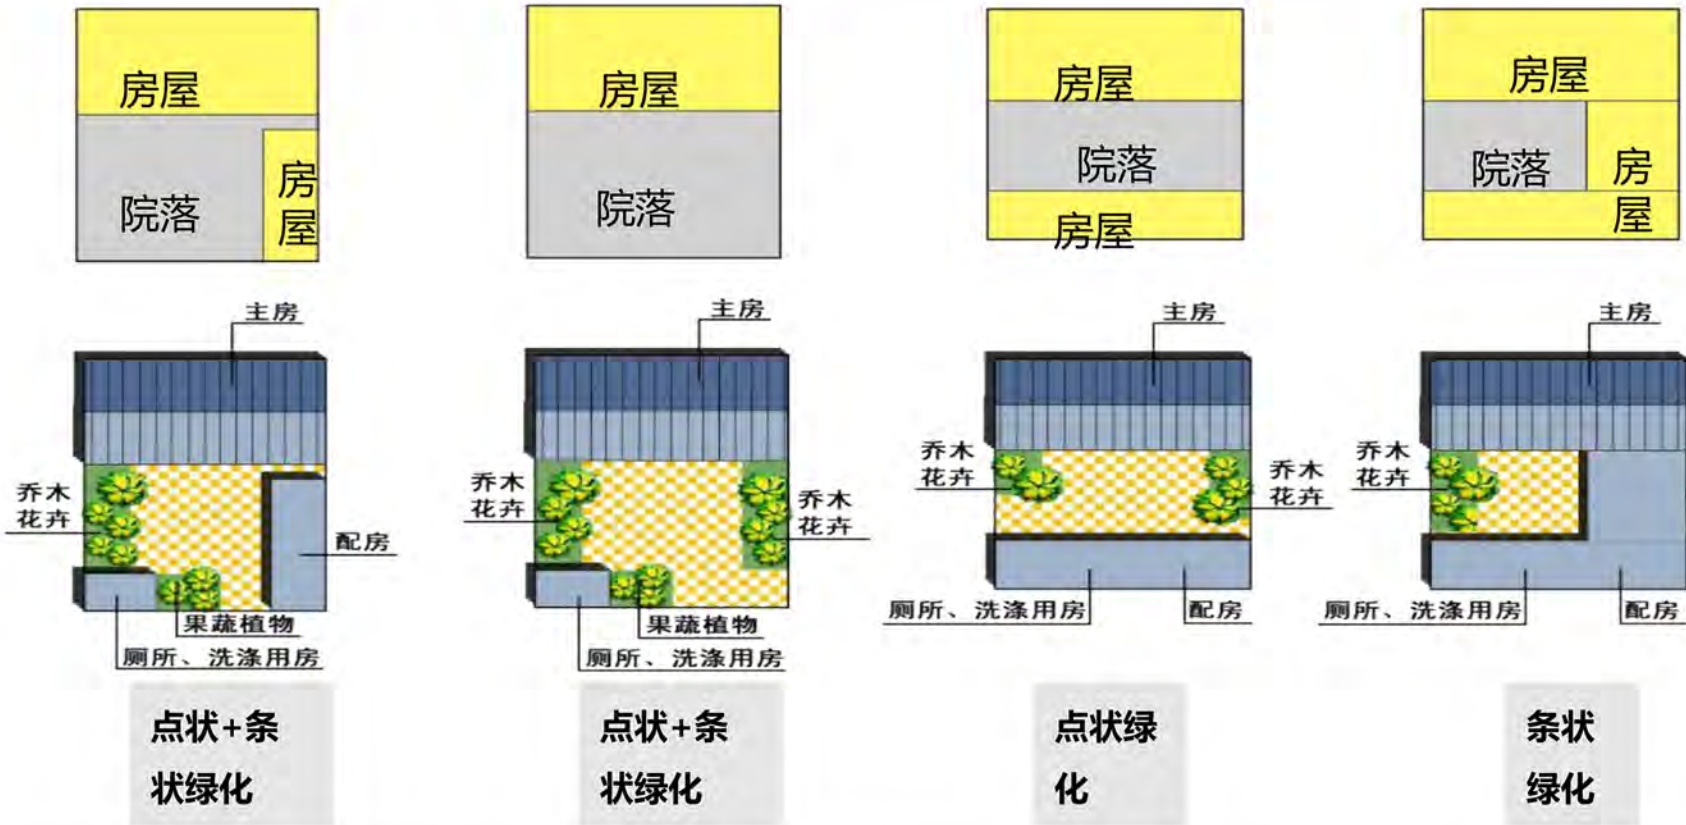 房屋
院落
房
屋
房屋
院落
房屋
院落
房屋
房屋
院落
房
屋
主房
乔木
花卉
配房
果蔬植物
厕所、洗涤用房
主房
乔木
花卉
乔木
花卉
果蔬植物
厕所、洗涤用房
主房
乔木
花卉
乔木
花卉
厕所、洗涤用房
配房
主房
乔木
花卉
厕所、洗涤用房
配房
点状+条
状绿化
点状+条
状绿化
点状绿
化
条状
绿化